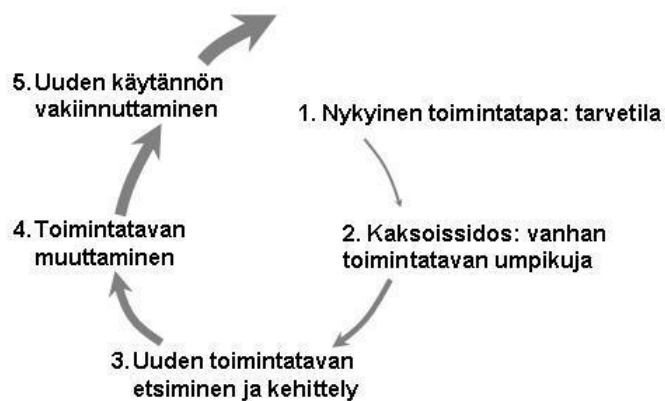 1. Nykyinen toimintatapa: tarvetila
2. Kaksoissidos: vanhan
toimintatavan umpikuja
3. Uuden toimintatavan
etsiminen ja kehittely
4. Toimintatavan
muuttaminen
5. Uuden käytännön
vakiinnuttaminen